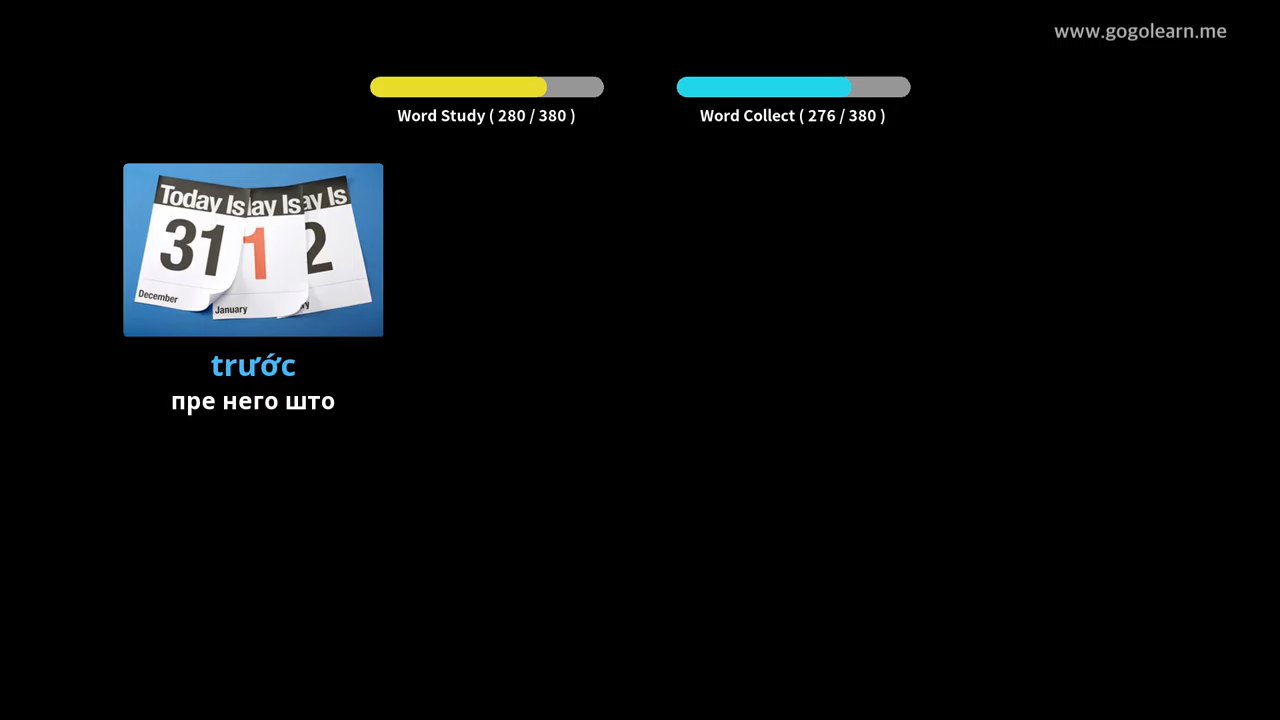 www.gogolearn.me
Word Study ( 280 / 380 )
Word Collect ( 276 / 380 )
Today Is
ay Is
ay Is
31
1
2
December
January
trước
пре него што